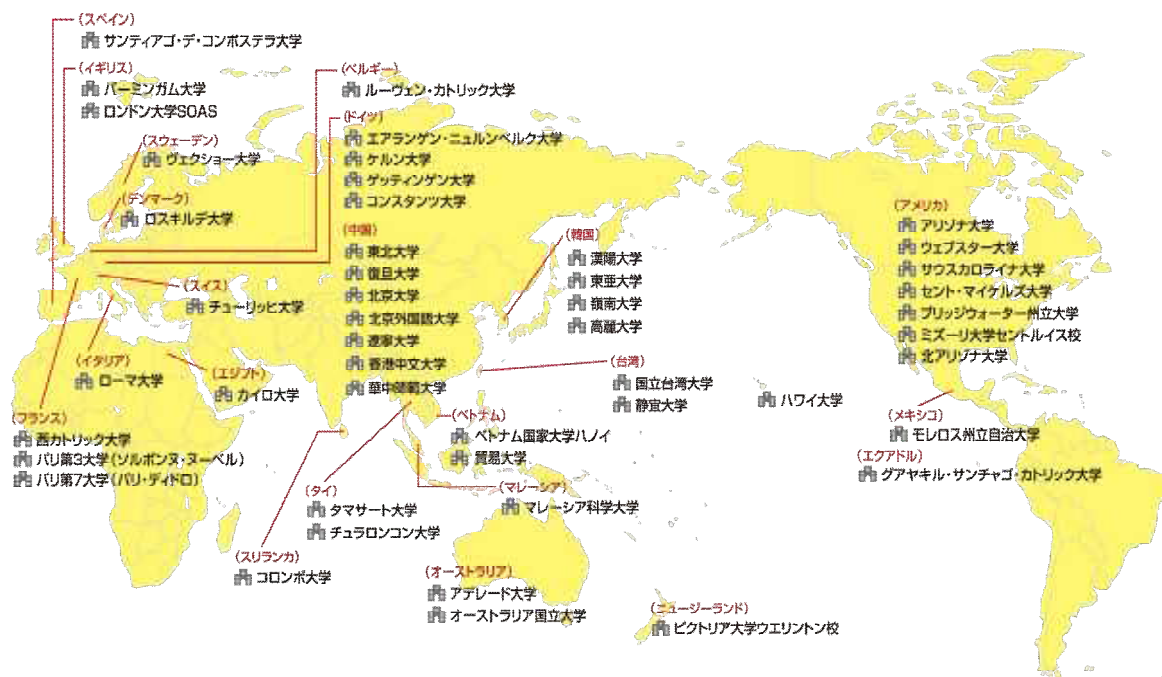 (スペイン)
サンティアゴ・デ・コンポステラ大学
(イギリス)
バーミンガム大学
ロンドン大学SOAS
(スウェーデン)
ヴェクショー大学
(デンマーク)
ロスキルデ大学
(ベルギー)
ルーヴェン・カトリック大学
(ドイツ)
エアランゲン・ニュルンベルク大学
ケルン大学
ゲッティンゲン大学
コンスタンツ大学
(スイス)
チューリッヒ大学
(イタリア)
ローマ大学
(エジプト)
カイロ大学
(フランス)
西カトリック大学
パリ第3大学(ソルボンヌ・ヌーベル)
パリ第7大学(パリ・ディドロ)
(中国)
東北大学
復旦大学
北京大学
北京外国語大学
遼寧大学
香港中文大学
華中師範大学
(韓国)
漢陽大学
東亜大学
嶺南大学
高麗大学
(台湾)
国立台湾大学
静宜大学
(ベトナム)
ベトナム国家大学ハノイ
貿易大学
(マレーシア)
マレーシア科学大学
(タイ)
タマサート大学
チュラロンコン大学
(スリランカ)
コロンボ大学
(オーストラリア)
アデレード大学
オーストラリア国立大学
(ニュージーランド)
ビクトリア大学ウエリントン校
ハワイ大学
(アメリカ)
アリゾナ大学
ウェブスター大学
サウスカロライナ大学
セント・マイケルズ大学
ブリッジウォーター州立大学
ミズーリ大学セントルイス校
北アリゾナ大学
(メキシコ)
モレロス州立自治大学
(エクアドル)
グアヤキル・サンチャゴ・カトリック大学